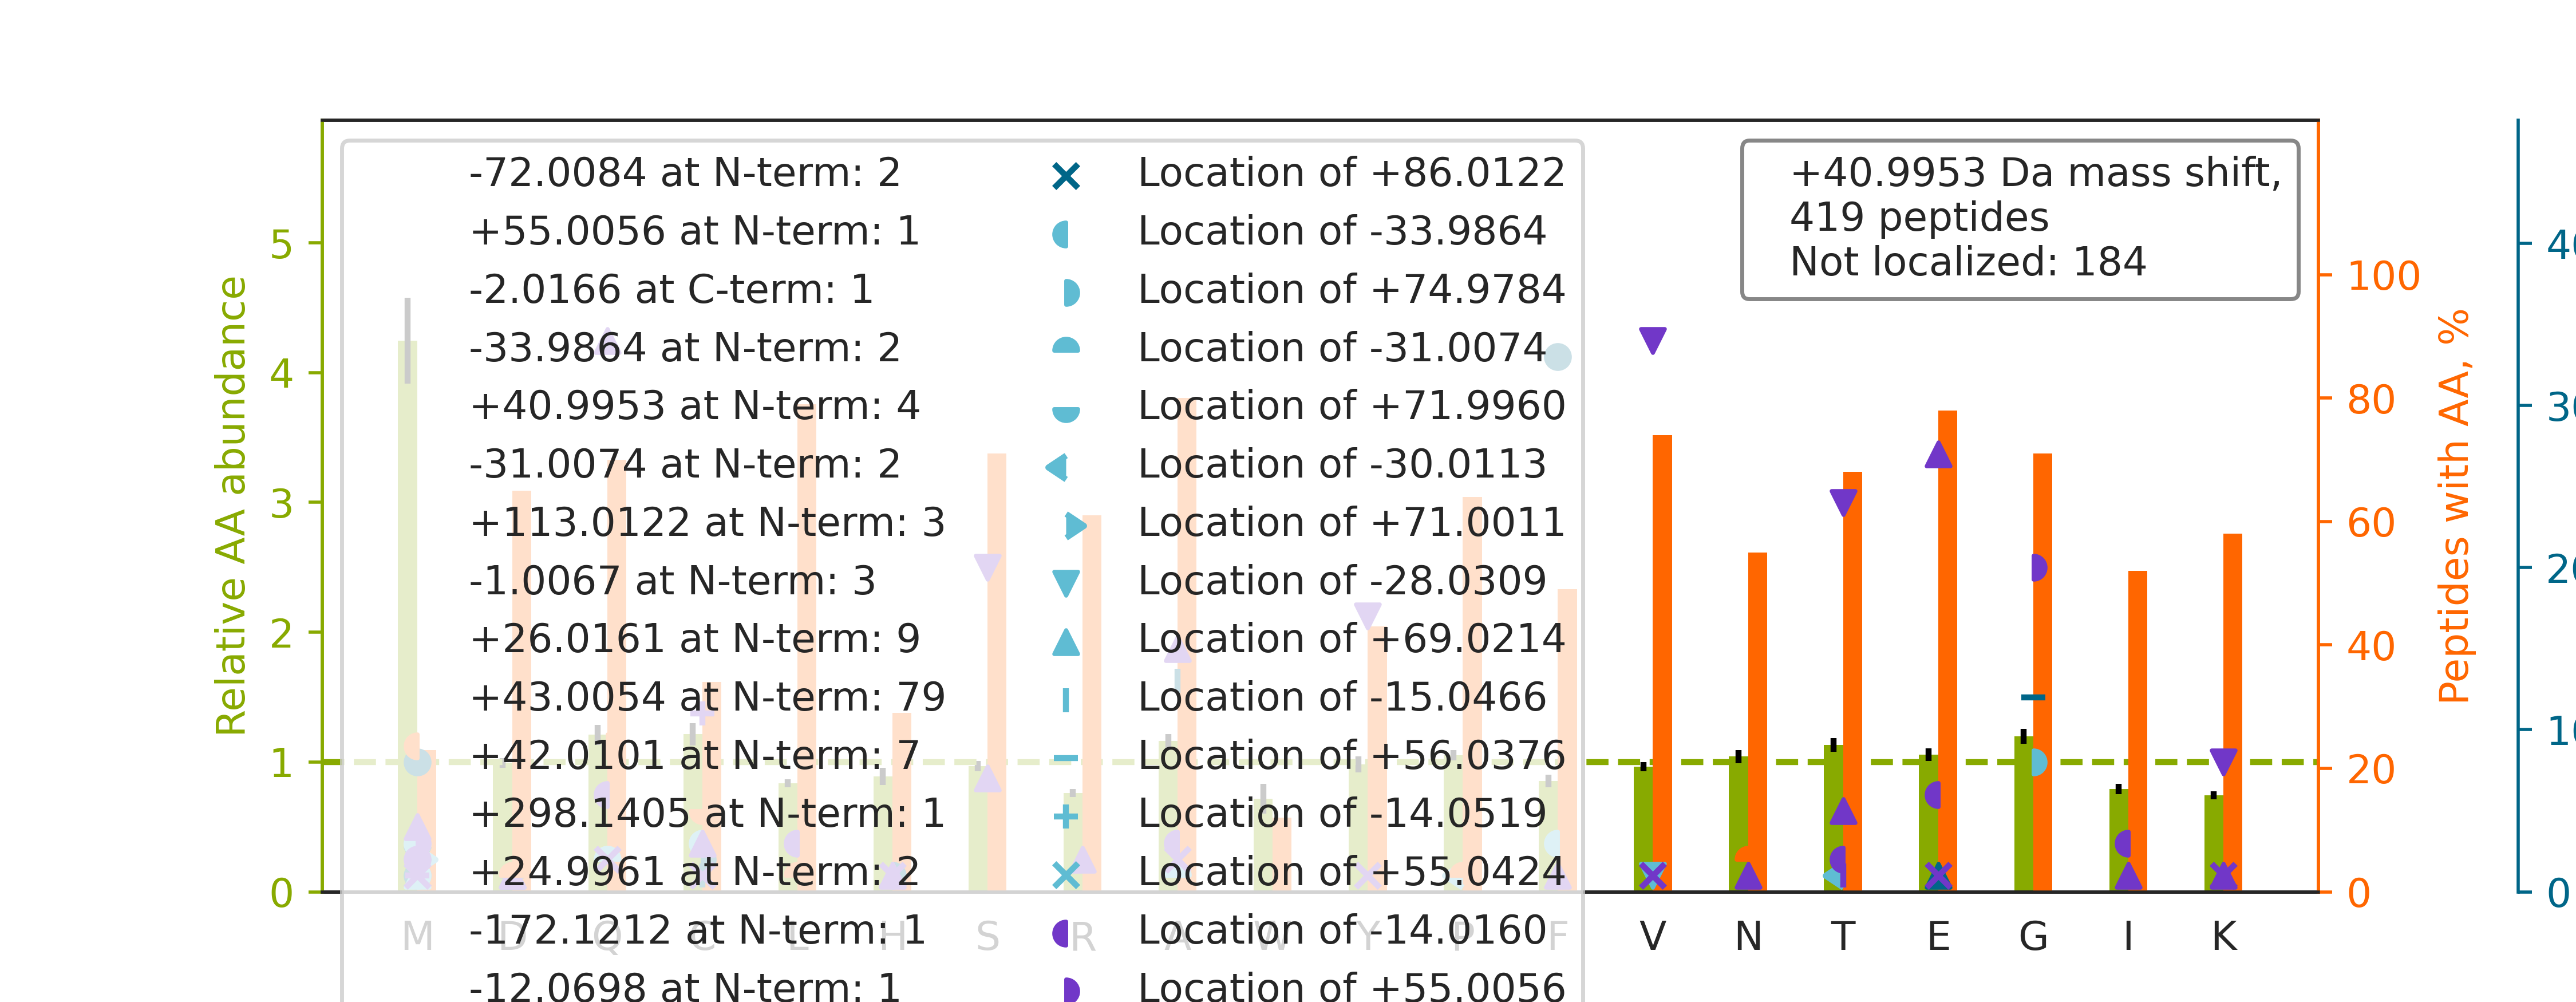 -72.0084 at N-term: 2
+55.0056 at N-term: 1
-2.0166 at C-term: 1
-33.9864 at N-term: 2
+40.9953 at N-term: 4
-31.0074 at N-term: 2
+113.0122 at N-term: 3
-1.0067 at N-term: 3
+26.0161 at N-term: 9
+43.0054 at N-term: 79
+42.0101 at N-term: 7
+298.1405 at N-term: 1
+24.9961 at N-term: 2
-172.1212 at N-term: 1
-12.0698 at N-term: 1
Location of +86.0122
Location of -33.9864
Location of +74.9784
Location of -31.0074
Location of +71.9960
Location of -30.0113
Location of +71.0011
Location of -28.0309
Location of +69.0214
Location of -15.0466
Location of +56.0376
Location of -14.0519
Location of +55.0424
Location of -14.0160
Location of +55.0056
+40.9953 Da mass shift,
419 peptides
Not localized: 184
Relative AA abundance
5
4
3
2
1
0
M D Q C L H S R A W Y P F V N T E G I K
100
80
60
40
20
0
Peptides with AA, %
10
0